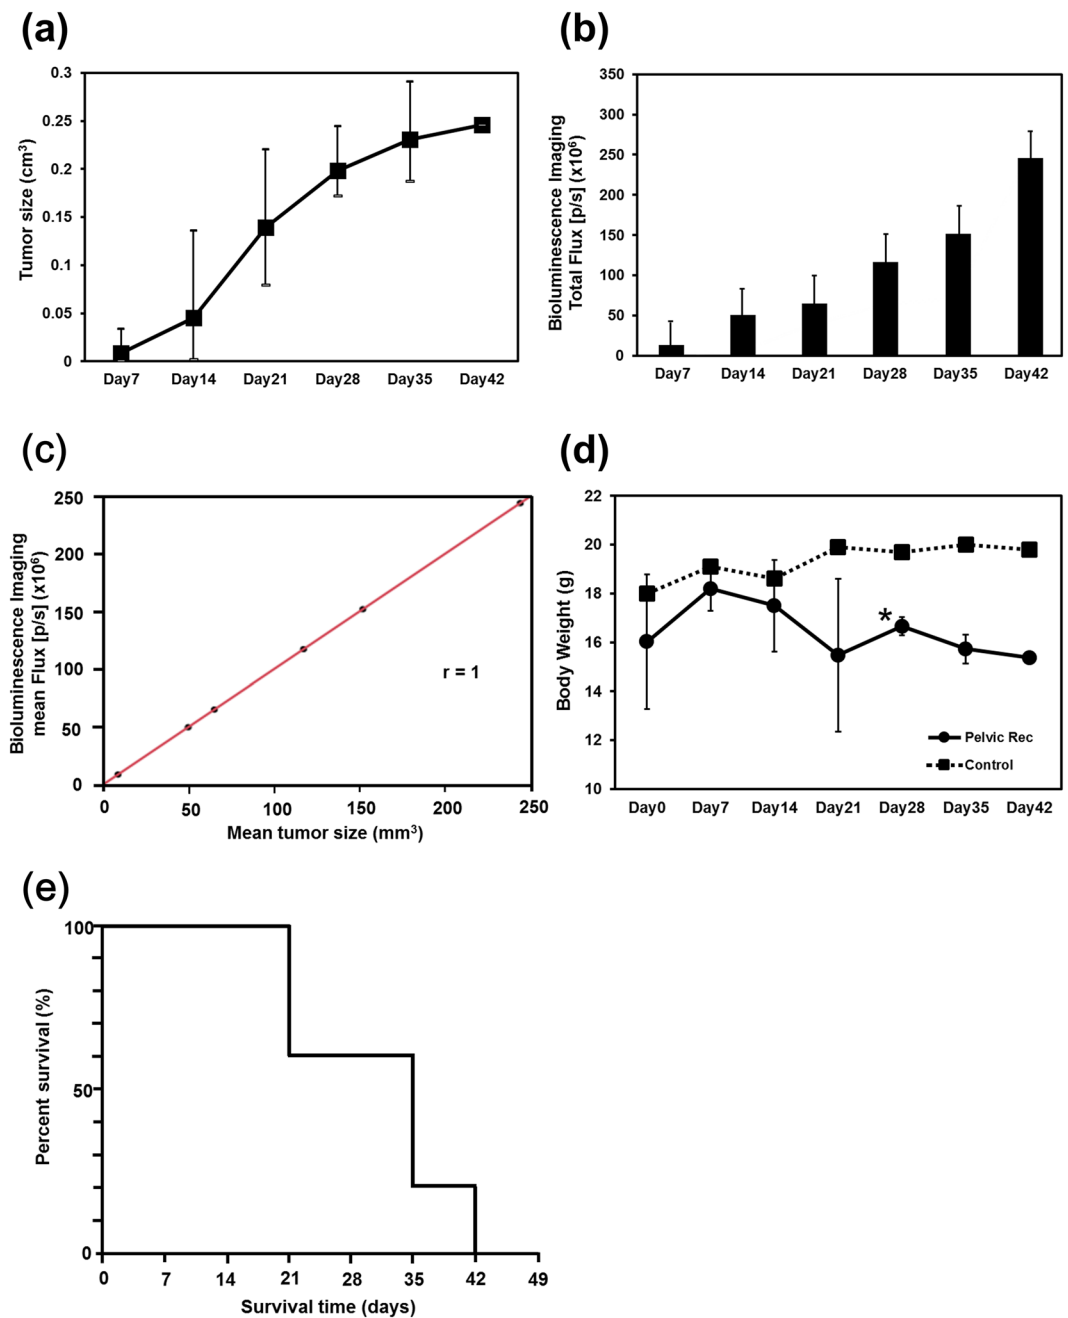 (a)
Tumor size (cm³)
0.3
0.25
0.2
0.15
0.1
0.05
0
Day7 Day14 Day21 Day28 Day35 Day42
(b)
Bioluminescence Imaging
Total Flux [p/s] (x10⁶)
350
300
250
200
150
100
50
0
Day7 Day14 Day21 Day28 Day35 Day42
(c)
Bioluminescence Imaging
mean Flux [p/s] (x10⁶)
250
200
150
100
50
0
r = 1
0 50 100 150 200 250
Mean tumor size (mm³)
(d)
Body Weight (g)
22
20
18
16
14
12
10
*
Pelvic Rec
Control
Day0 Day7 Day14 Day21 Day28 Day35 Day42
(e)
Percent survival (%)
100
50
0
0 7 14 21 28 35 42 49
Survival time (days)